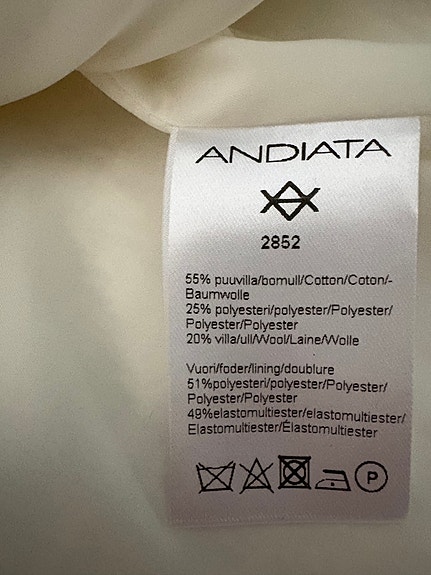 ANDIATA
2852
55% puuvilla/bomull/Cotton/Coton/-
Baumwolle
25% polyesteri/polyester/Polyester/
Polyester/Polyester
20% villa/ull/Wool/Laine/Wolle
Vuori/foder/lining/doublure
51%polyesteri/polyester/Polyester/
Polyester/Polyester
49%elastomultiester/elastomultiester/
Elastomultiester/Élastomultiester
P